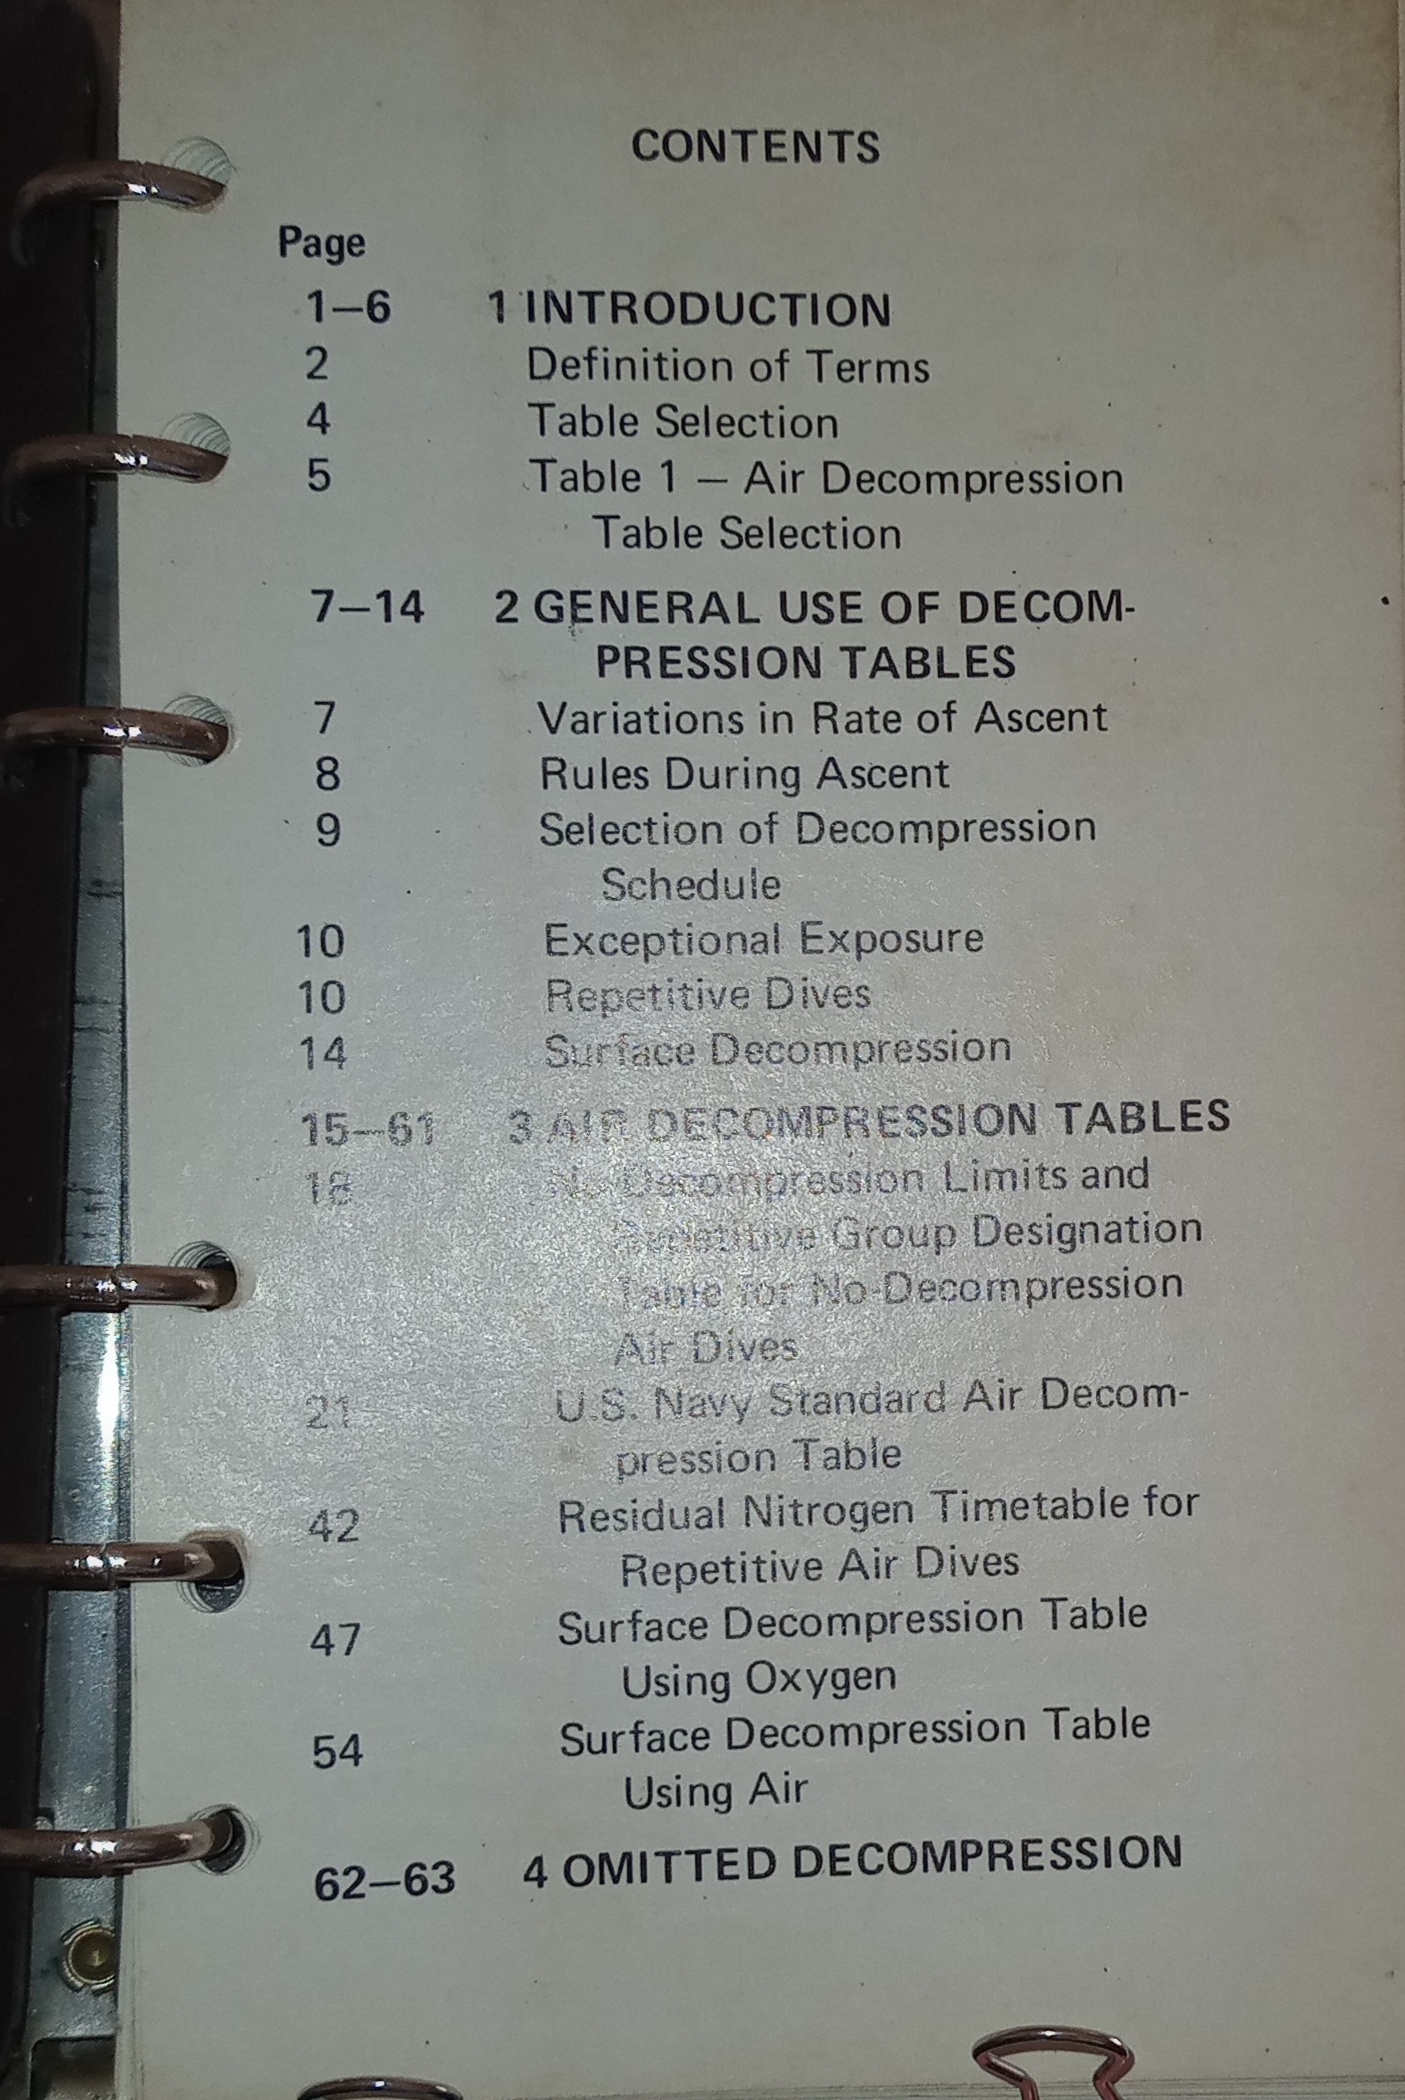 CONTENTS
Page
1–6 1 INTRODUCTION
2 Definition of Terms
4 Table Selection
5 Table 1 – Air Decompression
Table Selection
7–14 2 GENERAL USE OF DECOM-
PRESSION TABLES
7 Variations in Rate of Ascent
8 Rules During Ascent
9 Selection of Decompression
Schedule
10 Exceptional Exposure
10 Repetitive Dives
14 Surface Decompression
15–61 3 AIR DECOMPRESSION TABLES
18 No-Decompression Limits and
Repetitive Group Designation
Table for No-Decompression
Air Dives
21 U.S. Navy Standard Air Decom-
pression Table
42 Residual Nitrogen Timetable for
Repetitive Air Dives
47 Surface Decompression Table
Using Oxygen
54 Surface Decompression Table
Using Air
62–63 4 OMITTED DECOMPRESSION